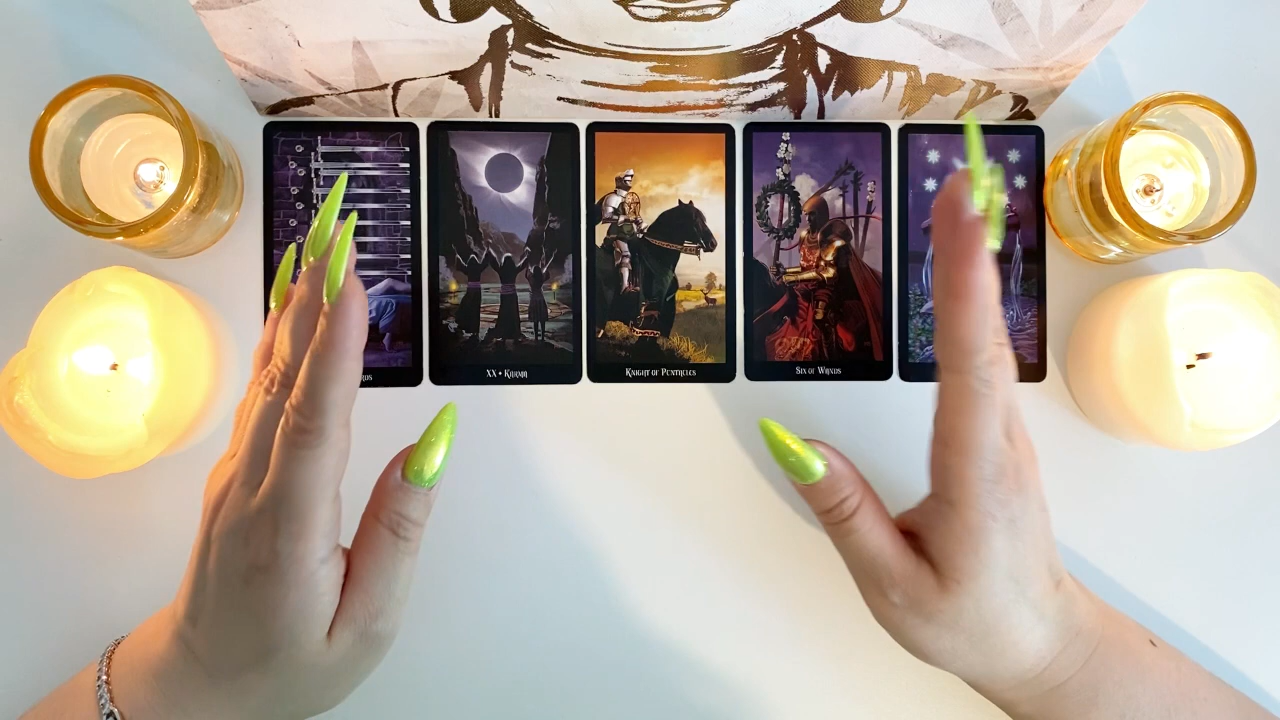 XX • Karma
Knight of Pentacles
Six of Wands